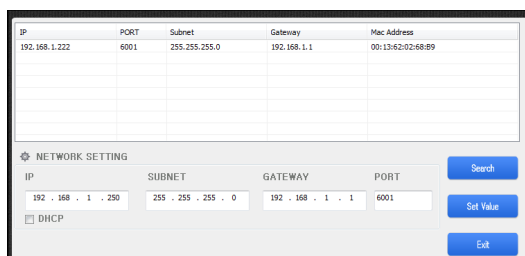 IP PORT Subnet Gateway Mac Address
192.168.1.222 6001 255.255.255.0 192.168.1.1 00:13:62:02:68:B9
NETWORK SETTING
IP SUBNET GATEWAY PORT
192 . 168 . 1 . 250 255 . 255 . 255 . 0 192 . 168 . 1 . 1 6001
DHCP
Search
Set Value
Exit